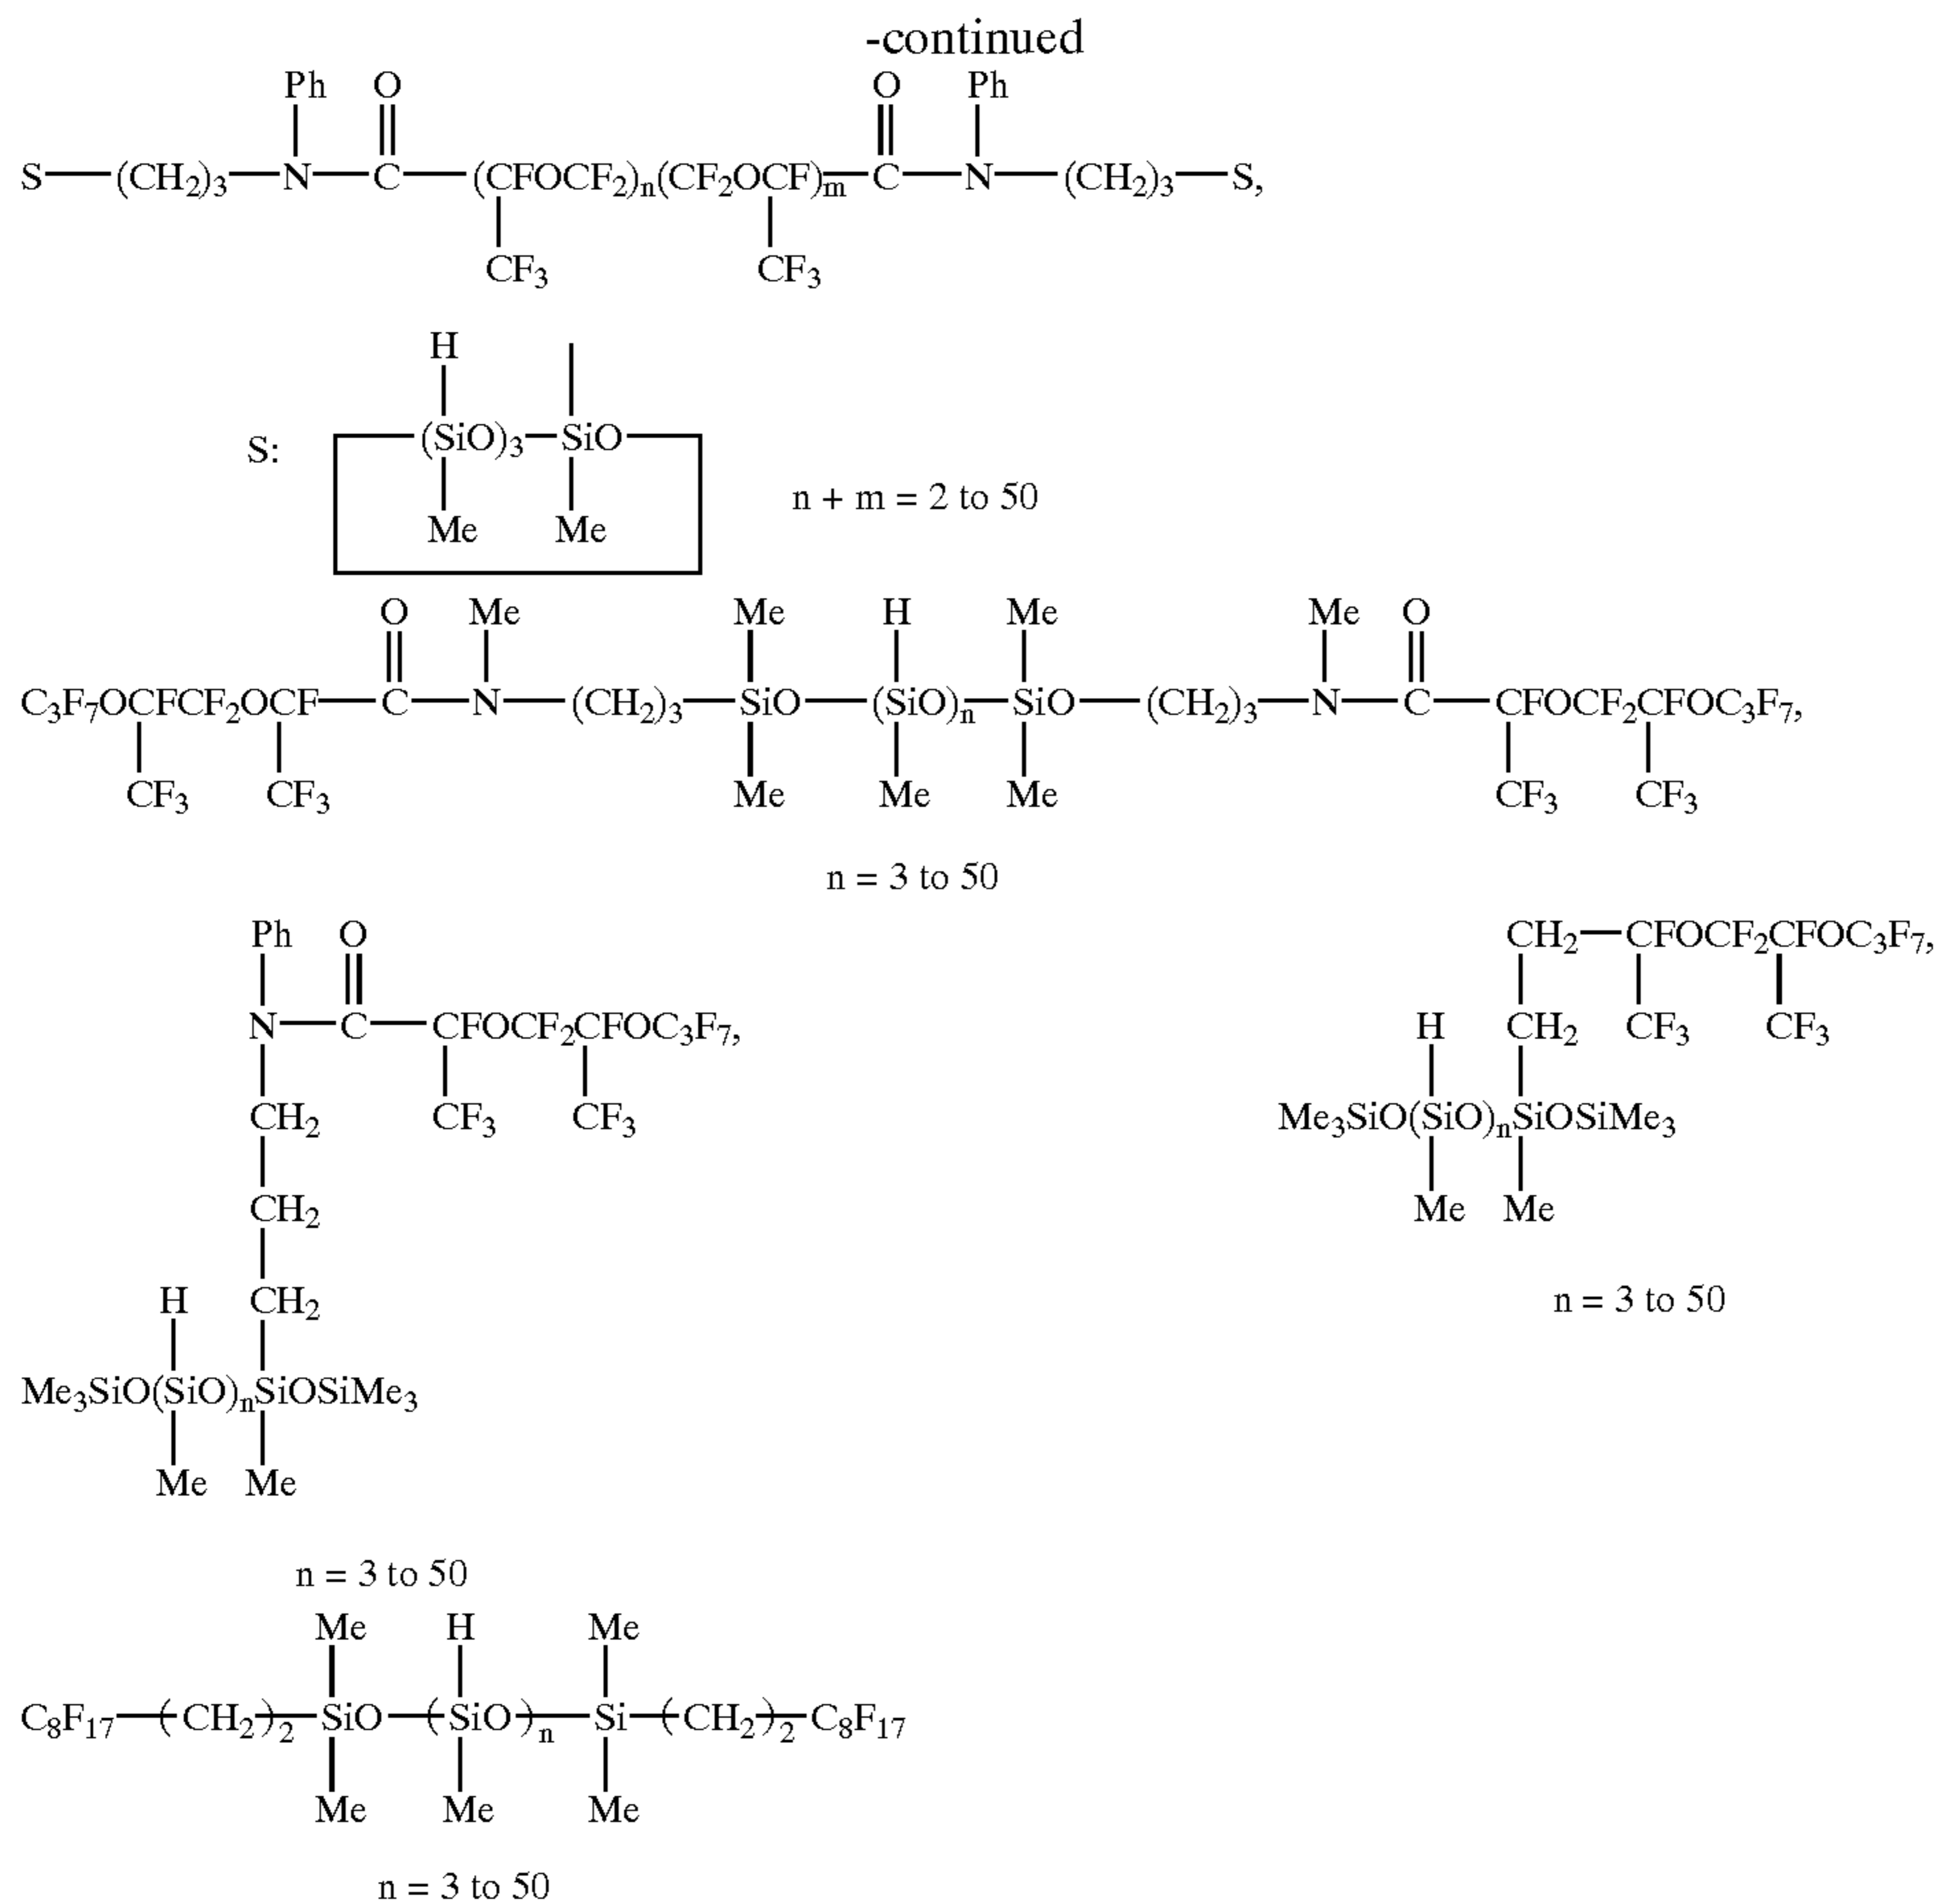 -continued
Ph O O Ph
S—(CH2)3—N—C—(CFOCF2)n(CF2OCF)m—C—N—(CH2)3—S,
CF3 CF3
H
S: (SiO)3—SiO
Me Me
n + m = 2 to 50
O Me Me H Me Me O
C3F7OCFCF2OCF—C—N—(CH2)3—SiO—(SiO)n—SiO—(CH2)3—N—C—CFOCF2CFOC3F7,
CF3 CF3 Me Me Me CF3 CF3
n = 3 to 50
Ph O
N—C—CFOCF2CFOC3F7,
CH2 CF3 CF3
CH2
H CH2
Me3SiO(SiO)nSiOSiMe3
Me Me
n = 3 to 50
CH2—CFOCF2CFOC3F7,
H CH2 CF3 CF3
Me3SiO(SiO)nSiOSiMe3
Me Me
n = 3 to 50
Me H Me
C8F17—(CH2)2—SiO—(SiO)n—Si—(CH2)2—C8F17
Me Me Me
n = 3 to 50